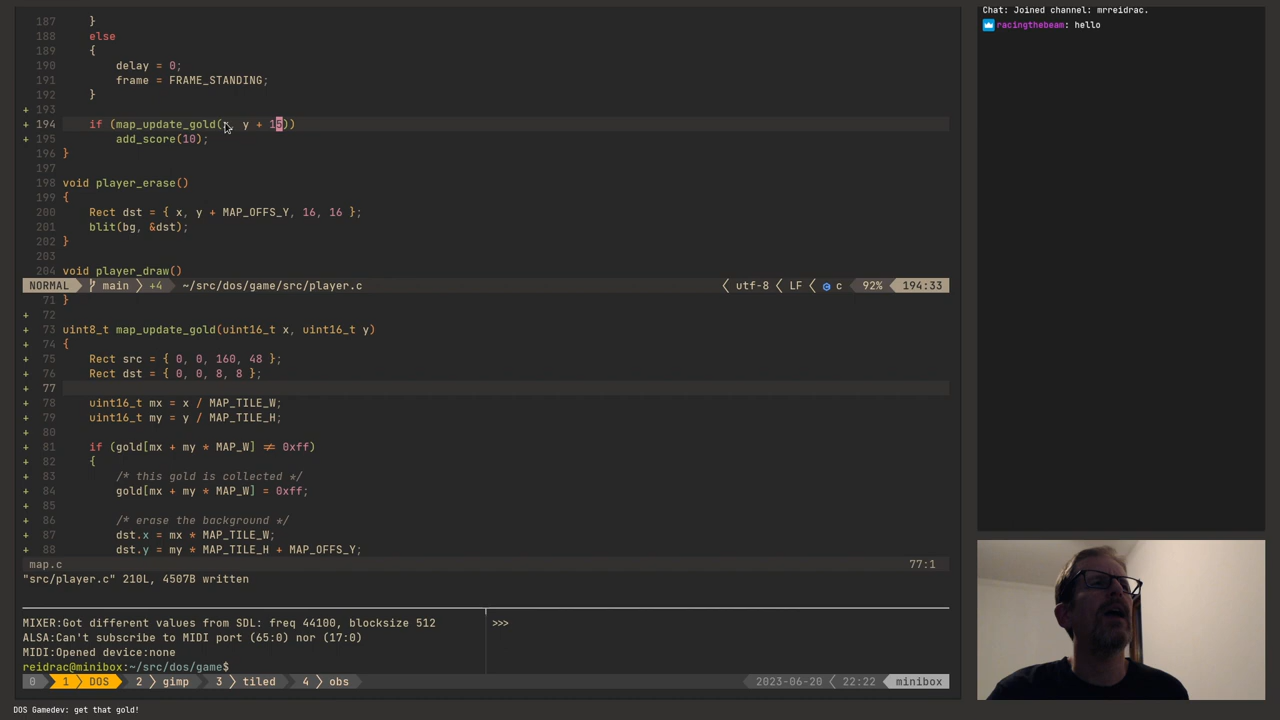 187 }
188 else
189 {
190 delay = 0;
191 frame = FRAME_STANDING;
192 }
+ 193
+ 194 if (map_update_gold(x, y + 15))
+ 195 add_score(10);
196 }
197
198 void player_erase()
199 {
200 Rect dst = { x, y + MAP_OFFS_Y, 16, 16 };
201 blit(bg, &dst);
202 }
203
204 void player_draw()
NORMAL main +4 ~/src/dos/game/src/player.c utf-8 LF c 92% 194:33
71 }
+ 72
+ 73 uint8_t map_update_gold(uint16_t x, uint16_t y)
+ 74 {
+ 75 Rect src = { 0, 0, 160, 48 };
+ 76 Rect dst = { 0, 0, 8, 8 };
+ 77
+ 78 uint16_t mx = x / MAP_TILE_W;
+ 79 uint16_t my = y / MAP_TILE_H;
+ 80
+ 81 if (gold[mx + my * MAP_W] ≠ 0xff)
+ 82 {
+ 83 /* this gold is collected */
+ 84 gold[mx + my * MAP_W] = 0xff;
+ 85
+ 86 /* erase the background */
+ 87 dst.x = mx * MAP_TILE_W;
+ 88 dst.y = my * MAP_TILE_H + MAP_OFFS_Y;
map.c 77:1
"src/player.c" 210L, 4507B written
MIXER:Got different values from SDL: freq 44100, blocksize 512
ALSA:Can't subscribe to MIDI port (65:0) nor (17:0)
MIDI:Opened device:none
reidrac@minibox:~/src/dos/game$
>>>
0 1 DOS 2 gimp 3 tiled 4 obs 2023-06-20 22:22 minibox
DOS Gamedev: get that gold!
Chat: Joined channel: mrreidrac.
racingthebeam: hello